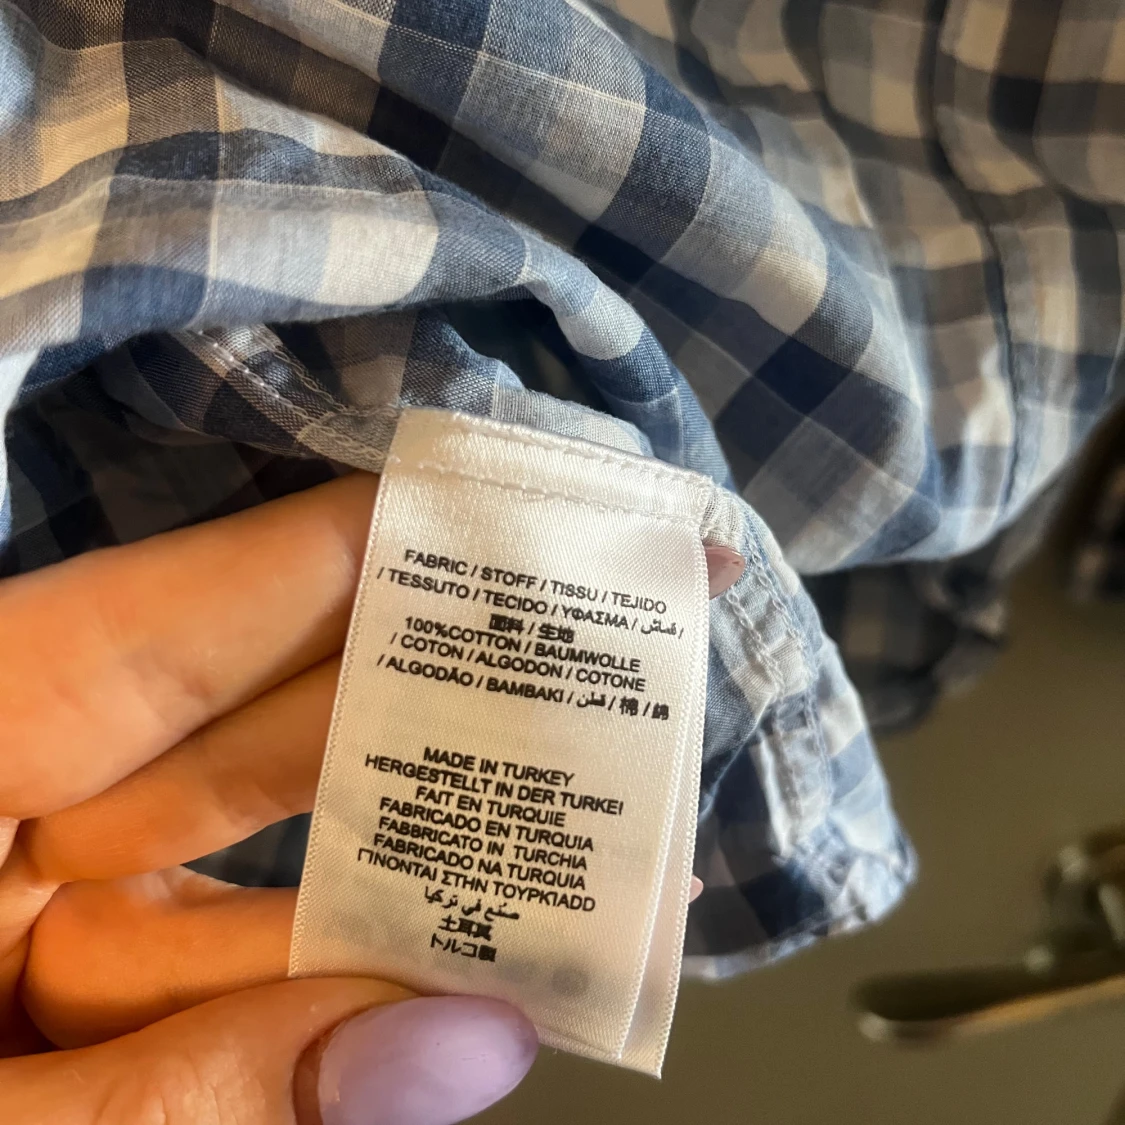 FABRIC / STOFF / TISSU / TEJIDO
/ TESSUTO / TECIDO / ΥΦΑΣΜΑ / قماش /
面料 / 生地
100%COTTON / BAUMWOLLE
/ COTON / ALGODON / COTONE
/ ALGODÃO / BAMBAKI / قطن / 棉 / 綿
MADE IN TURKEY
HERGESTELLT IN DER TURKEI
FAIT EN TURQUIE
FABRICADO EN TURQUIA
FABBRICATO IN TURCHIA
FABRICADO NA TURQUIA
ΓΙΝΟΝΤΑΙ ΣΤΗΝ ΤΟΥΡΚΙADD
صنع في تركيا
土耳其
トルコ製